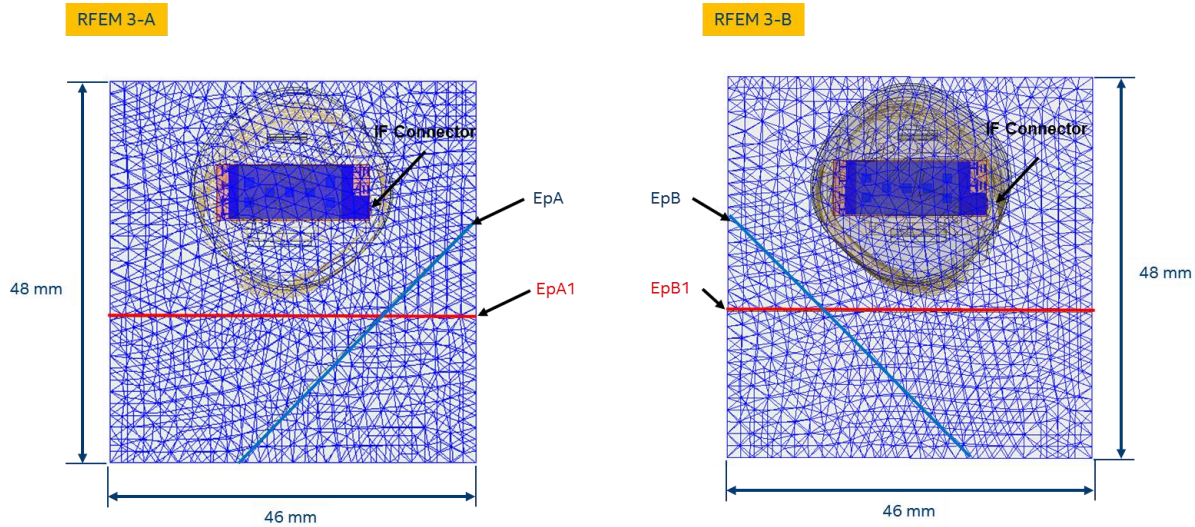 RFEM 3-A
RFEM 3-B
IF Connector
IF Connector
EpA
EpB
48 mm
EpA1
EpB1
48 mm
46 mm
46 mm